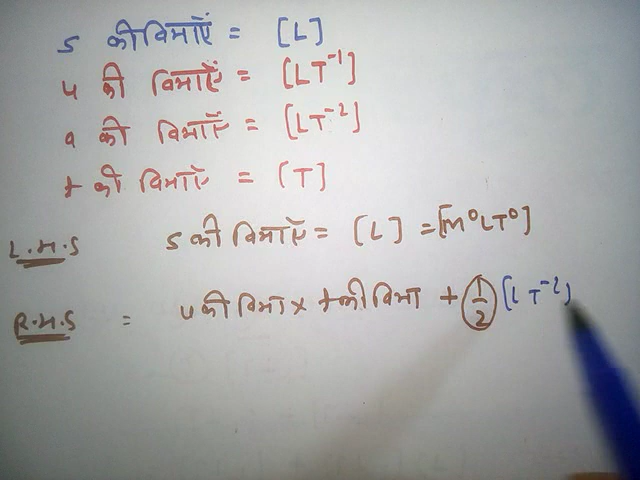 s की विमाएँ = [L]
u की विमाएँ = [LT⁻¹]
a की विमाएँ = [LT⁻²]
t की विमाएँ = [T]
L.H.S s की विमाएँ = [L] = [M⁰LT⁰]
R.H.S = u की विमा × t की विमा + 1/2 [LT⁻²)